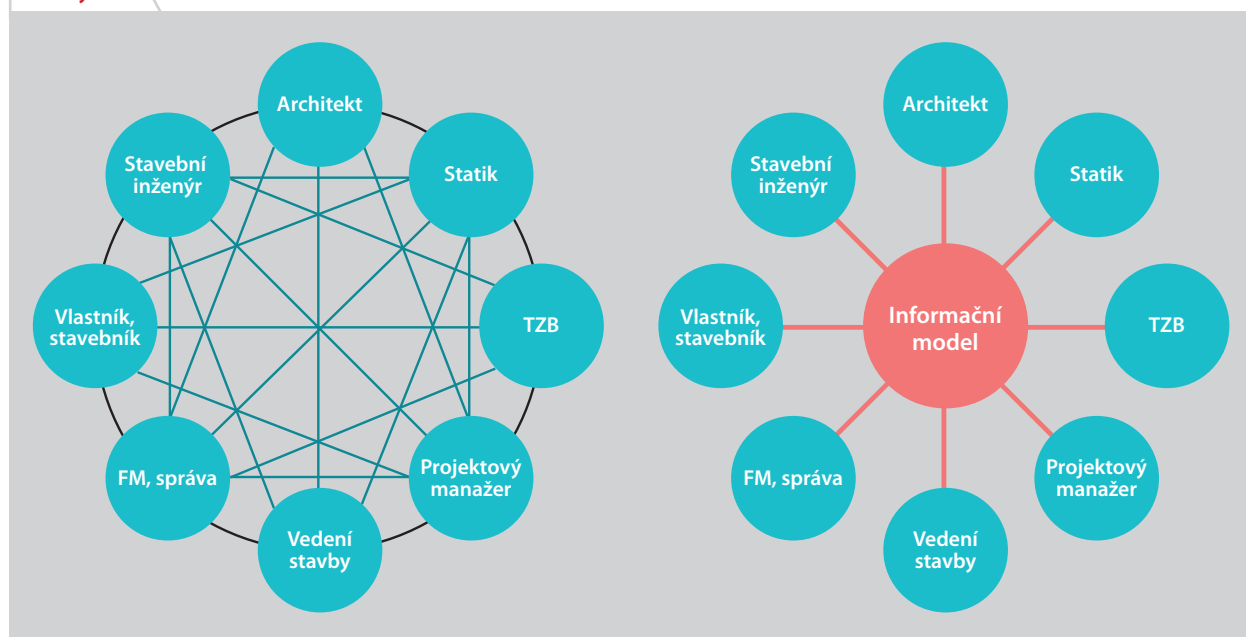 Architekt
Stavební
inženýr
Statik
Vlastník,
stavebník
TZB
FM, správa
Projektový
manažer
Vedení
stavby
Architekt
Stavební
inženýr
Statik
Vlastník,
stavebník
Informační
model
TZB
FM, správa
Projektový
manažer
Vedení
stavby